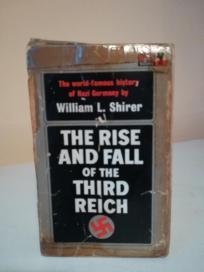 The world-famous history
of Nazi Germany by
William L. Shirer
THE RISE
AND FALL
OF THE
THIRD
REICH